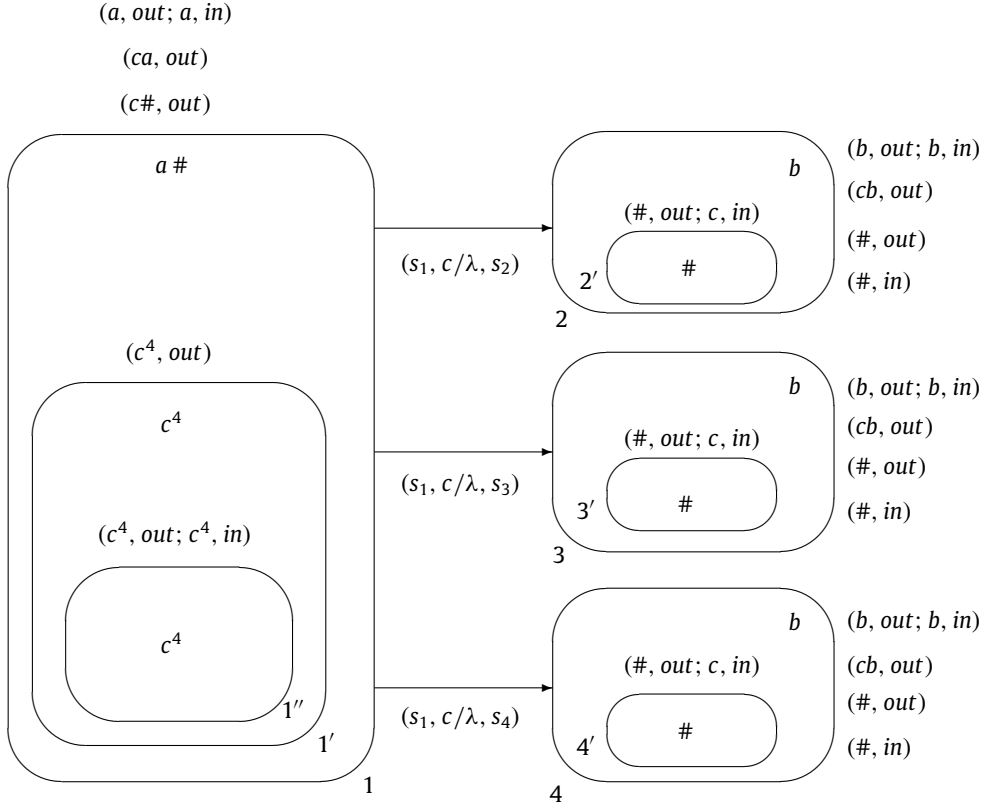 (a, out; a, in)
(ca, out)
(c#, out)
a #
(c⁴, out)
c⁴
(c⁴, out; c⁴, in)
c⁴
1″
1′
1
(s₁, c/λ, s₂)
(s₁, c/λ, s₃)
(s₁, c/λ, s₄)
b
(#, out; c, in)
#
2′
2
(b, out; b, in)
(cb, out)
(#, out)
(#, in)
b
(#, out; c, in)
#
3′
3
(b, out; b, in)
(cb, out)
(#, out)
(#, in)
b
(#, out; c, in)
#
4′
4
(b, out; b, in)
(cb, out)
(#, out)
(#, in)